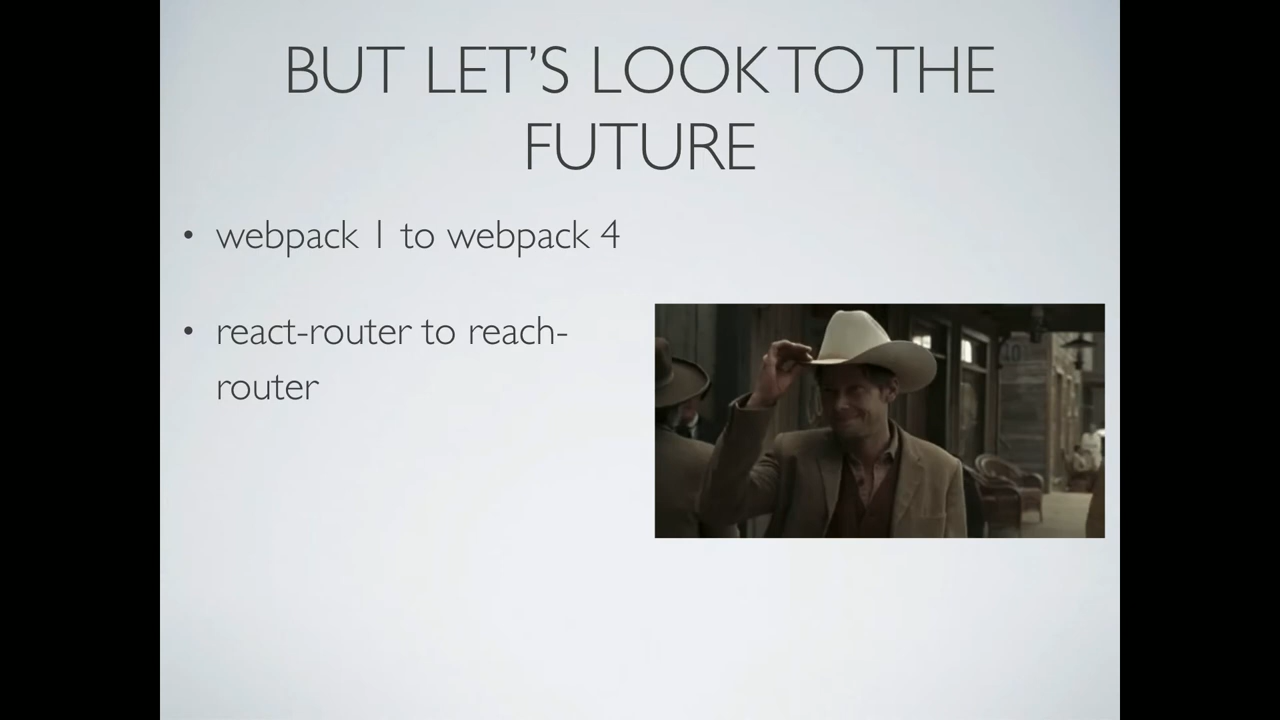 BUT LET'S LOOK TO THE
FUTURE
• webpack 1 to webpack 4
• react-router to reach-
router